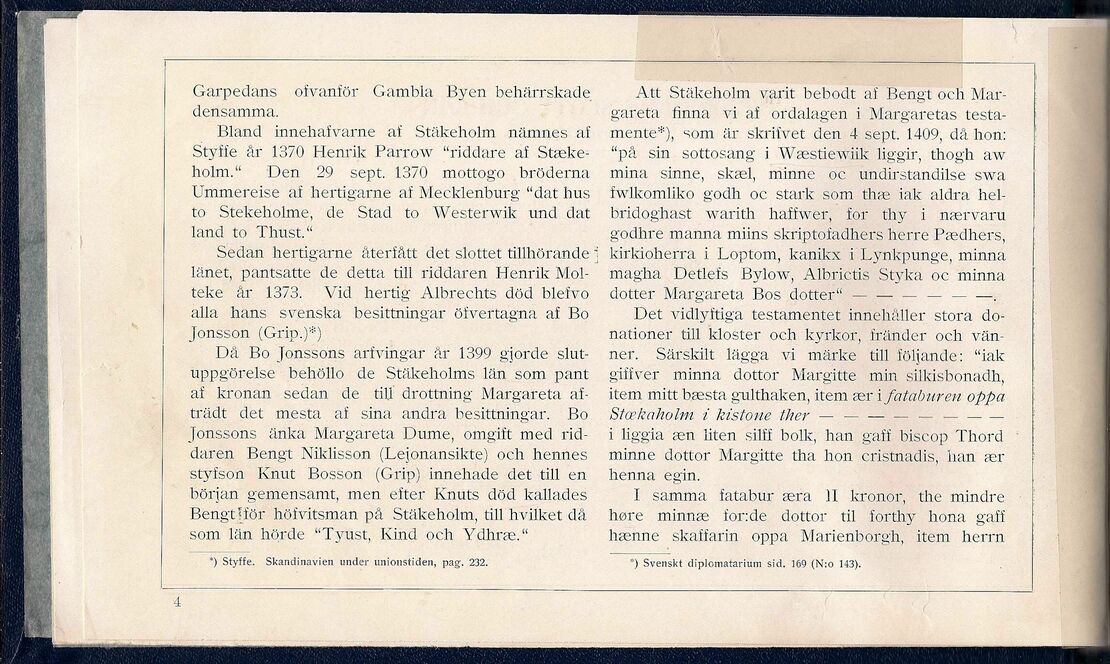 Garpedans ofvanför Gambla Byen behärrskade
densamma.
Bland innehafvarne af Stäkeholm nämnes af
Styffe år 1370 Henrik Parrow “riddare af Stæke-
holm.“ Den 29 sept. 1370 mottogo bröderna
Ummereise af hertigarne af Mecklenburg “dat hus
to Stekeholme, de Stad to Westerwik und dat
land to Thust.“
Sedan hertigarne återfått det slottet tillhörande
länet, pantsatte de detta till riddaren Henrik Mol-
teke år 1373. Vid hertig Albrechts död blefvo
alla hans svenska besittningar öfvertagna af Bo
Jonsson (Grip.)*)
Då Bo Jonssons arfvingar år 1399 gjorde slut-
uppgörelse behöllo de Stäkeholms län som pant
af kronan sedan de till drottning Margareta af-
trädt det mesta af sina andra besittningar. Bo
Jonssons änka Margareta Dume, omgift med rid-
daren Bengt Niklisson (Lejonansikte) och hennes
styfson Knut Bosson (Grip) innehade det till en
början gemensamt, men efter Knuts död kallades
Bengt för höfvitsman på Stäkeholm, till hvilket då
som län hörde “Tyust, Kind och Ydhræ.“
*) Styffe. Skandinavien under unionstiden, pag. 232.
4
Att Stäkeholm varit bebodt af Bengt och Mar-
gareta finna vi af ordalagen i Margaretas testa-
mente*), som är skrifvet den 4 sept. 1409, då hon:
“på sin sottosang i Wæstiewiik liggir, thogh aw
mina sinne, skæl, minne oc undirstandilse swa
fwlkomliko godh oc stark som thæ iak aldra hel-
bridoghast warith haffwer, for thy i nærvaru
godhre manna miins skriptofadhers herre Pædhers,
kirkioherra i Loptom, kanikx i Lynkpunge, minna
magha Detlefs Bylow, Albrictis Styka oc minna
dotter Margareta Bos dotter“ — — — — — —.
Det vidlyftiga testamentet innehåller stora do-
nationer till kloster och kyrkor, fränder och vän-
ner. Särskilt lägga vi märke till följande: “iak
giffver minna dottor Margitte min silkisbonadh,
item mitt bæsta gulthaken, item ær i fataburen oppa
Stækaholm i kistone ther — — — — — — — —
i liggia æn liten silff bolk, han gaff biscop Thord
minne dottor Margitte tha hon cristnadis, han ær
henna egin.
I samma fatabur æra II kronor, the mindre
høre minnæ for:de dottor til forthy hona gaff
hænne skaffarin oppa Marienborgh, item herrn
*) Svenskt diplomatarium sid. 169 (N:o 143).